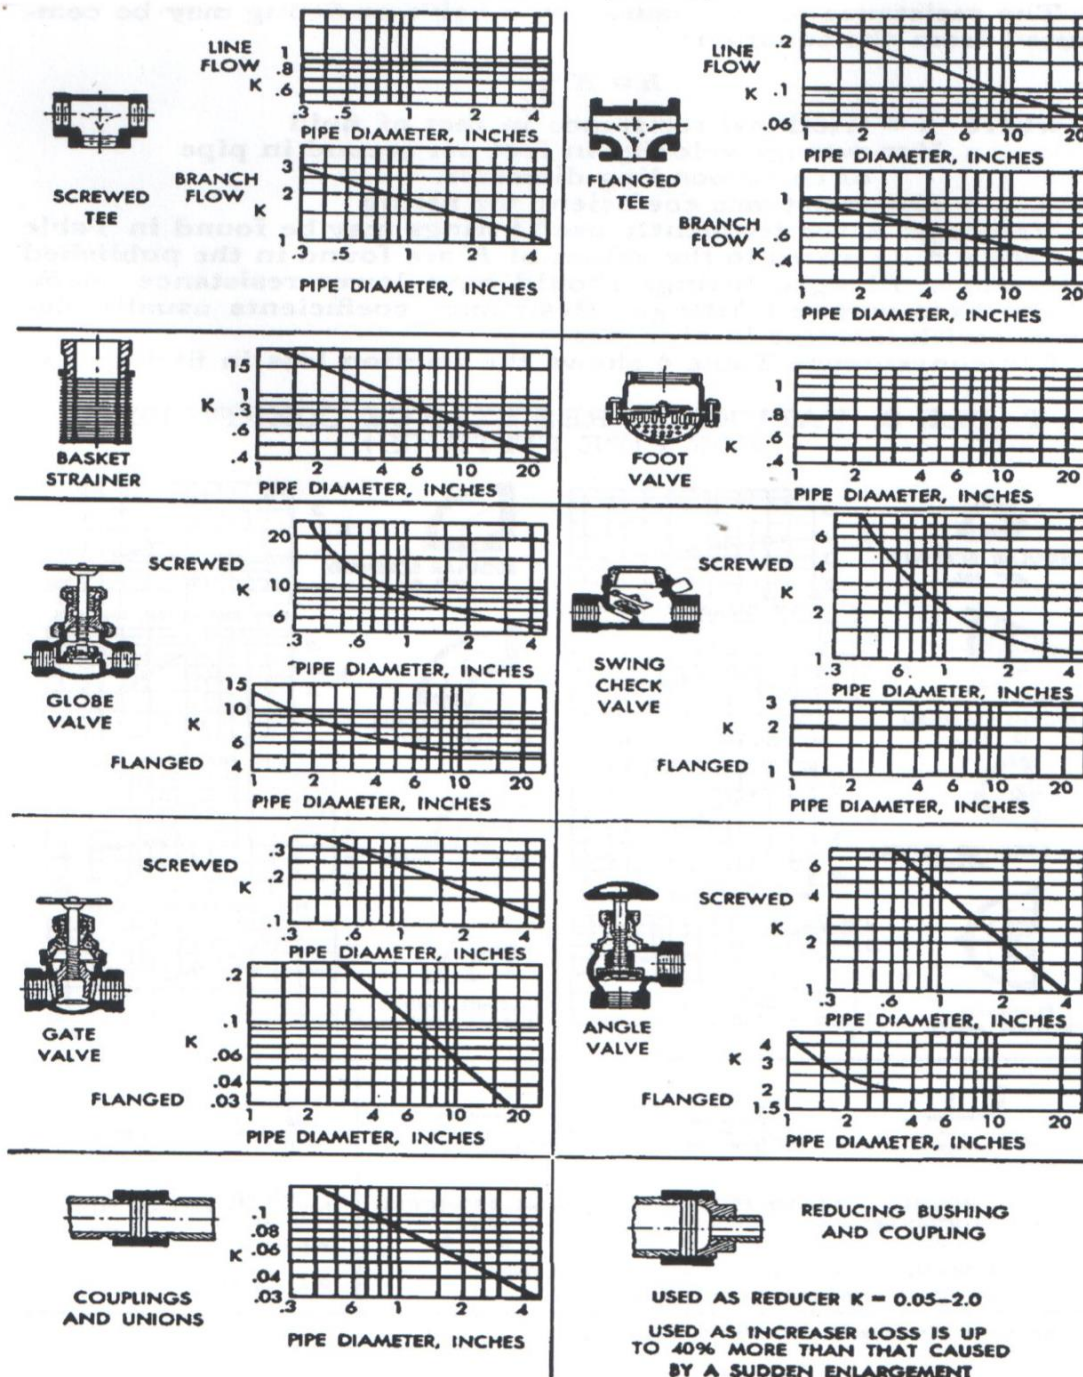 LINE
FLOW
K
1
.8
.6
.3 .5 1 2 4
PIPE DIAMETER, INCHES
SCREWED
TEE
BRANCH
FLOW
K
3
2
1
.3 .5 1 2 4
PIPE DIAMETER, INCHES
LINE
FLOW
K
.2
.1
.06
1 2 4 6 10 20
PIPE DIAMETER, INCHES
FLANGED
TEE
BRANCH
FLOW
K
1
.6
.4
1 2 4 6 10 20
PIPE DIAMETER, INCHES
BASKET
STRAINER
K
15
1
.3
.6
.4
1 2 4 6 10 20
PIPE DIAMETER, INCHES
FOOT
VALVE
K
1
.8
.6
.4
1 2 4 6 10 20
PIPE DIAMETER, INCHES
SCREWED
K
20
10
6
.3 .6 1 2 4
PIPE DIAMETER, INCHES
GLOBE
VALVE
K
FLANGED
15
10
6
4
1 2 4 6 10 20
PIPE DIAMETER, INCHES
SCREWED
K
6
4
2
1
.3 .6 1 2 4
PIPE DIAMETER, INCHES
SWING
CHECK
VALVE
K
FLANGED
3
2
1
1 2 4 6 10 20
PIPE DIAMETER, INCHES
SCREWED
K
.3
.2
.1
.3 .6 1 2 4
PIPE DIAMETER, INCHES
GATE
VALVE
K
FLANGED
.2
.1
.06
.04
.03
1 2 4 6 10 20
PIPE DIAMETER, INCHES
SCREWED
K
6
4
2
1
.3 .6 1 2 4
PIPE DIAMETER, INCHES
ANGLE
VALVE
K
FLANGED
4
3
2
1.5
1 2 4 6 10 20
PIPE DIAMETER, INCHES
COUPLINGS
AND UNIONS
K
.1
.08
.06
.04
.03
.3 .6 1 2 4
PIPE DIAMETER, INCHES
REDUCING BUSHING
AND COUPLING
USED AS REDUCER K = 0.05–2.0
USED AS INCREASER LOSS IS UP
TO 40% MORE THAN THAT CAUSED
BY A SUDDEN ENLARGEMENT